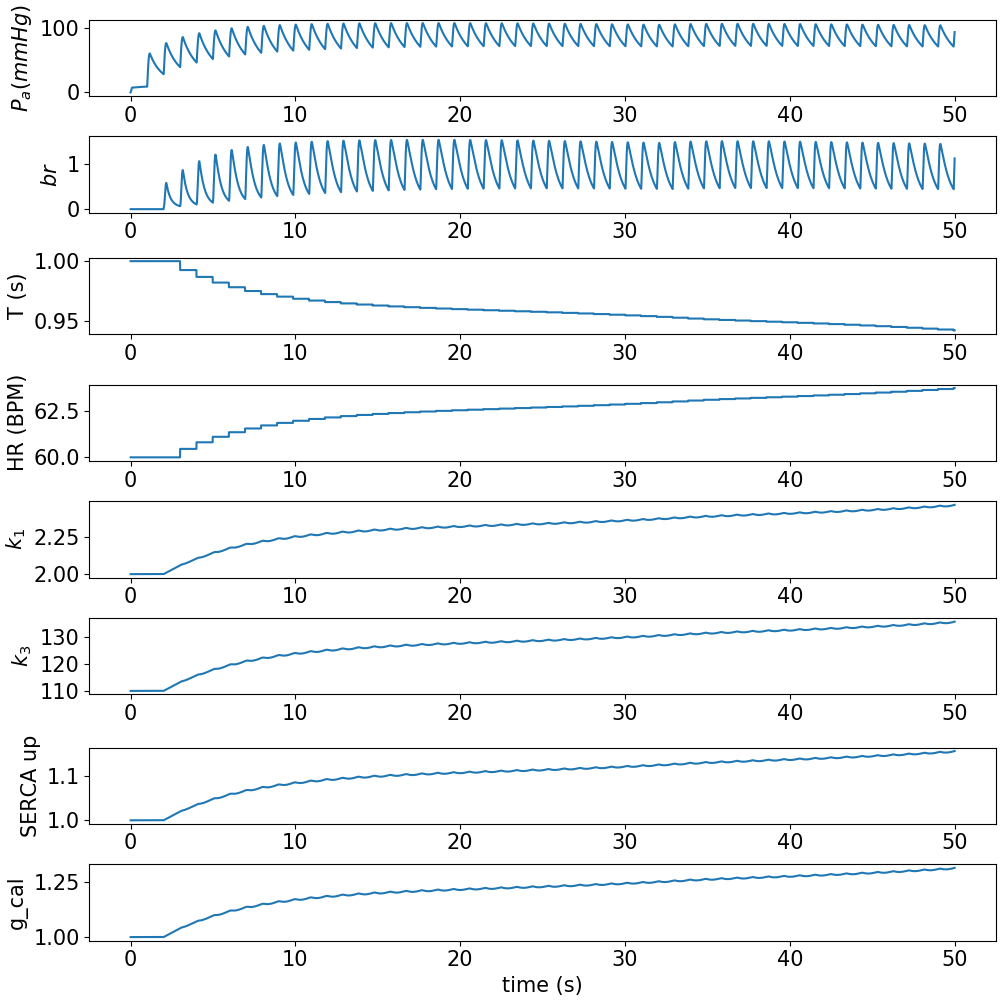 P_a(mmHg)
100
0
0 10 20 30 40 50
br
1
0
0 10 20 30 40 50
T (s)
1.00
0.95
0 10 20 30 40 50
HR (BPM)
62.5
60.0
0 10 20 30 40 50
k_1
2.25
2.00
0 10 20 30 40 50
k_3
130
120
110
0 10 20 30 40 50
SERCA up
1.1
1.0
0 10 20 30 40 50
g_cal
1.25
1.00
0 10 20 30 40 50
time (s)